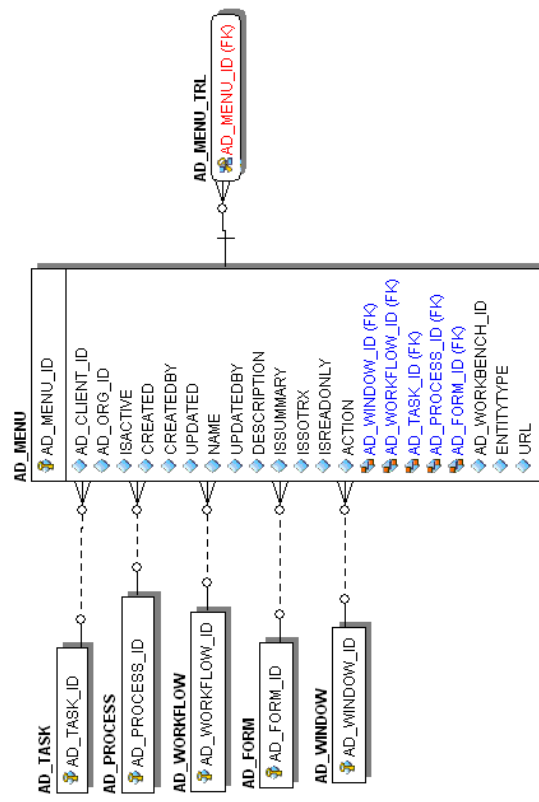 AD_TASK
AD_TASK_ID
AD_PROCESS
AD_PROCESS_ID
AD_WORKFLOW
AD_WORKFLOW_ID
AD_FORM
AD_FORM_ID
AD_WINDOW
AD_WINDOW_ID
AD_MENU
AD_MENU_ID
AD_CLIENT_ID
AD_ORG_ID
ISACTIVE
CREATED
CREATEDBY
UPDATED
NAME
UPDATEDBY
DESCRIPTION
ISSUMMARY
ISSOTRX
ISREADONLY
ACTION
AD_WINDOW_ID (FK)
AD_WORKFLOW_ID (FK)
AD_TASK_ID (FK)
AD_PROCESS_ID (FK)
AD_FORM_ID (FK)
AD_WORKBENCH_ID
ENTITYTYPE
URL
AD_MENU_TRL
AD_MENU_ID (FK)